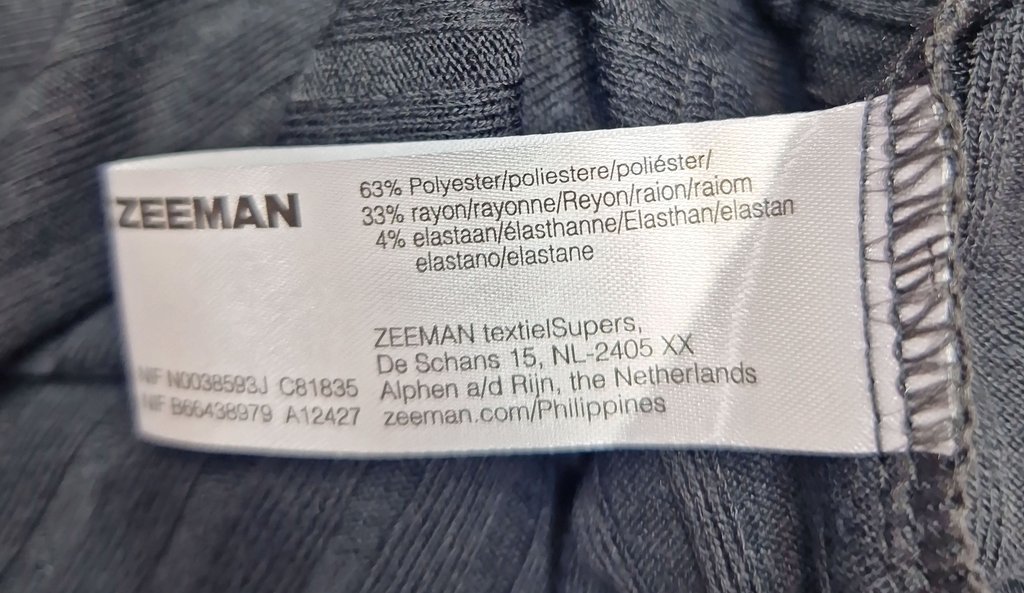 ZEEMAN
63% Polyester/poliestere/poliéster/
33% rayon/rayonne/Reyon/raion/raiom
4% elastaan/élasthanne/Elasthan/elastan
elastano/elastane
ZEEMAN textielSupers,
De Schans 15, NL-2405 XX
Alphen a/d Rijn, the Netherlands
zeeman.com/Philippines
NIF N0038593J C81835
NIF B66438979 A12427